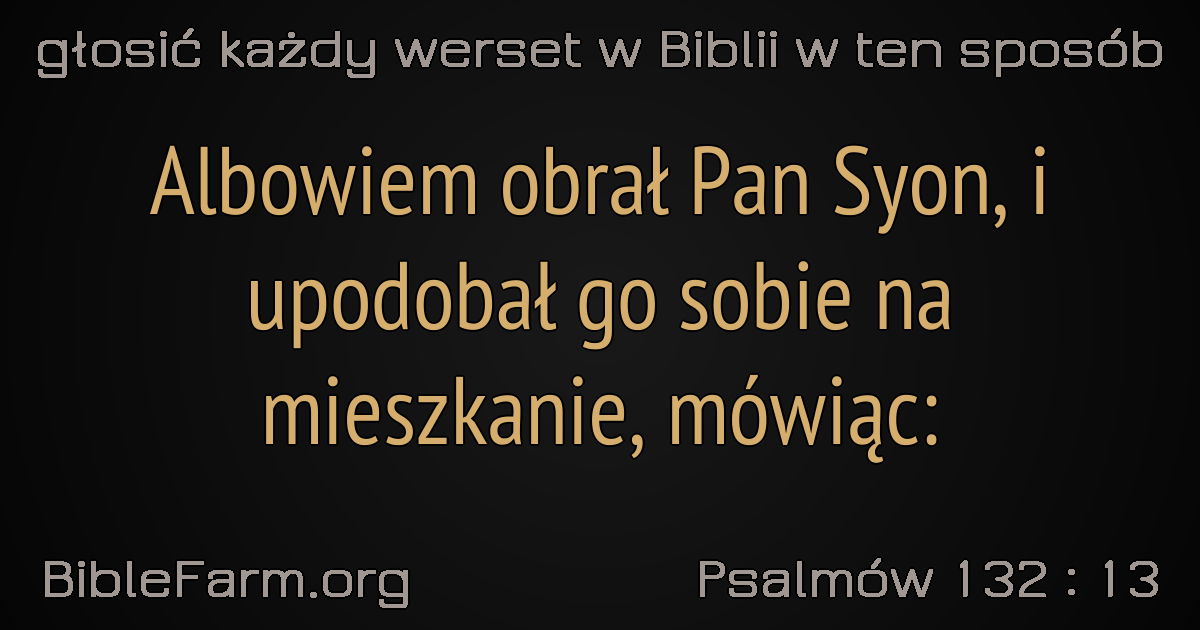 głosić każdy werset w Biblii w ten sposób
Albowiem obrał Pan Syon, i
upodobał go sobie na
mieszkanie, mówiąc:
BibleFarm.org
Psalmów 132 : 13